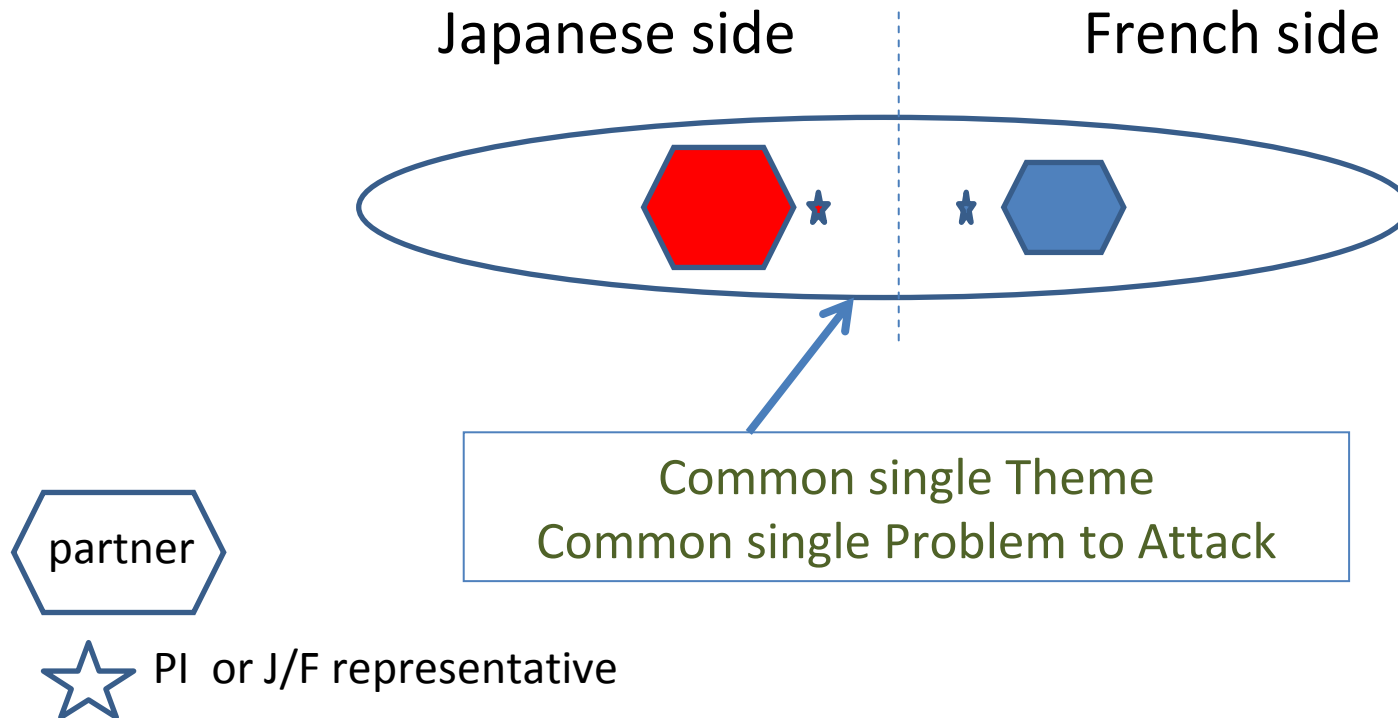 Japanese side
French side
Common single Theme
Common single Problem to Attack
partner
PI or J/F representative